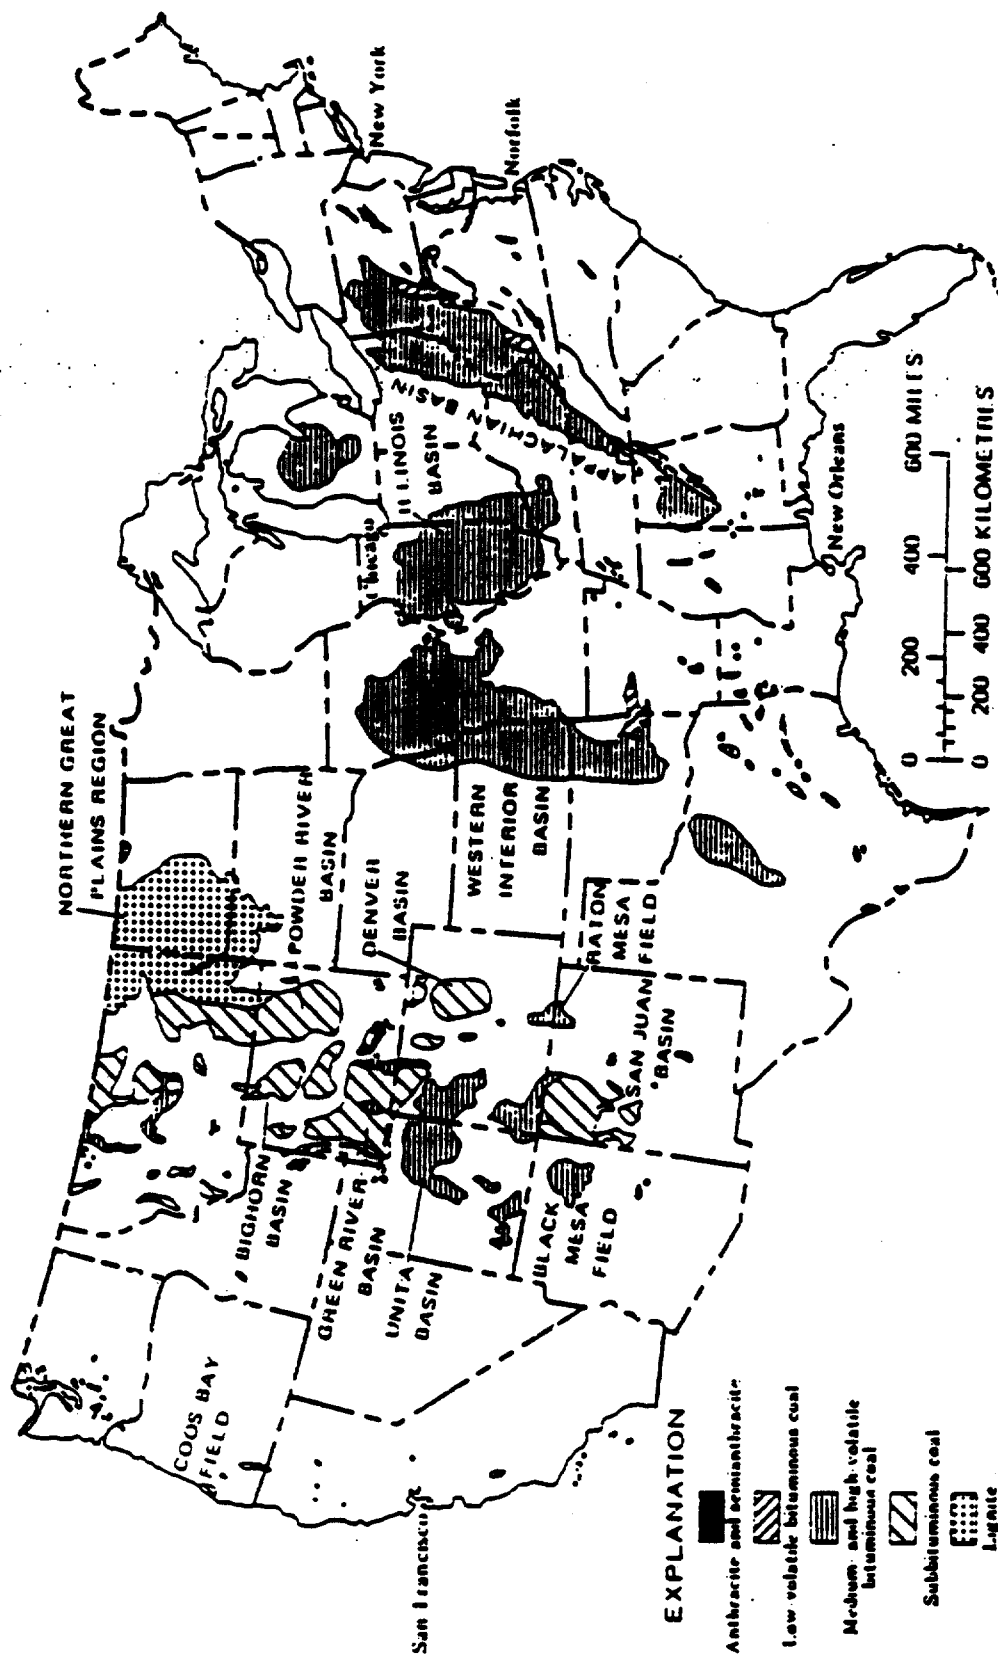 NORTHERN GREAT
PLAINS REGION
POWDER RIVER
BASIN
DENVER
BASIN
WESTERN
INTERIOR
BASIN
RATON
MESA
FIELD
SAN JUAN
BASIN
BLACK
MESA
FIELD
BIGHORN
BASIN
GREEN RIVER
BASIN
UNITA
BASIN
COOS BAY
FIELD
San Francisco
Chicago
ILLINOIS
BASIN
APPALACHIAN BASIN
New York
Norfolk
New Orleans
0 200 400 600 MILES
0 200 400 600 KILOMETRES
EXPLANATION
Anthracite and semianthracite
Low volatile bituminous coal
Medium and high-volatile
bituminous coal
Subbituminous coal
Lignite